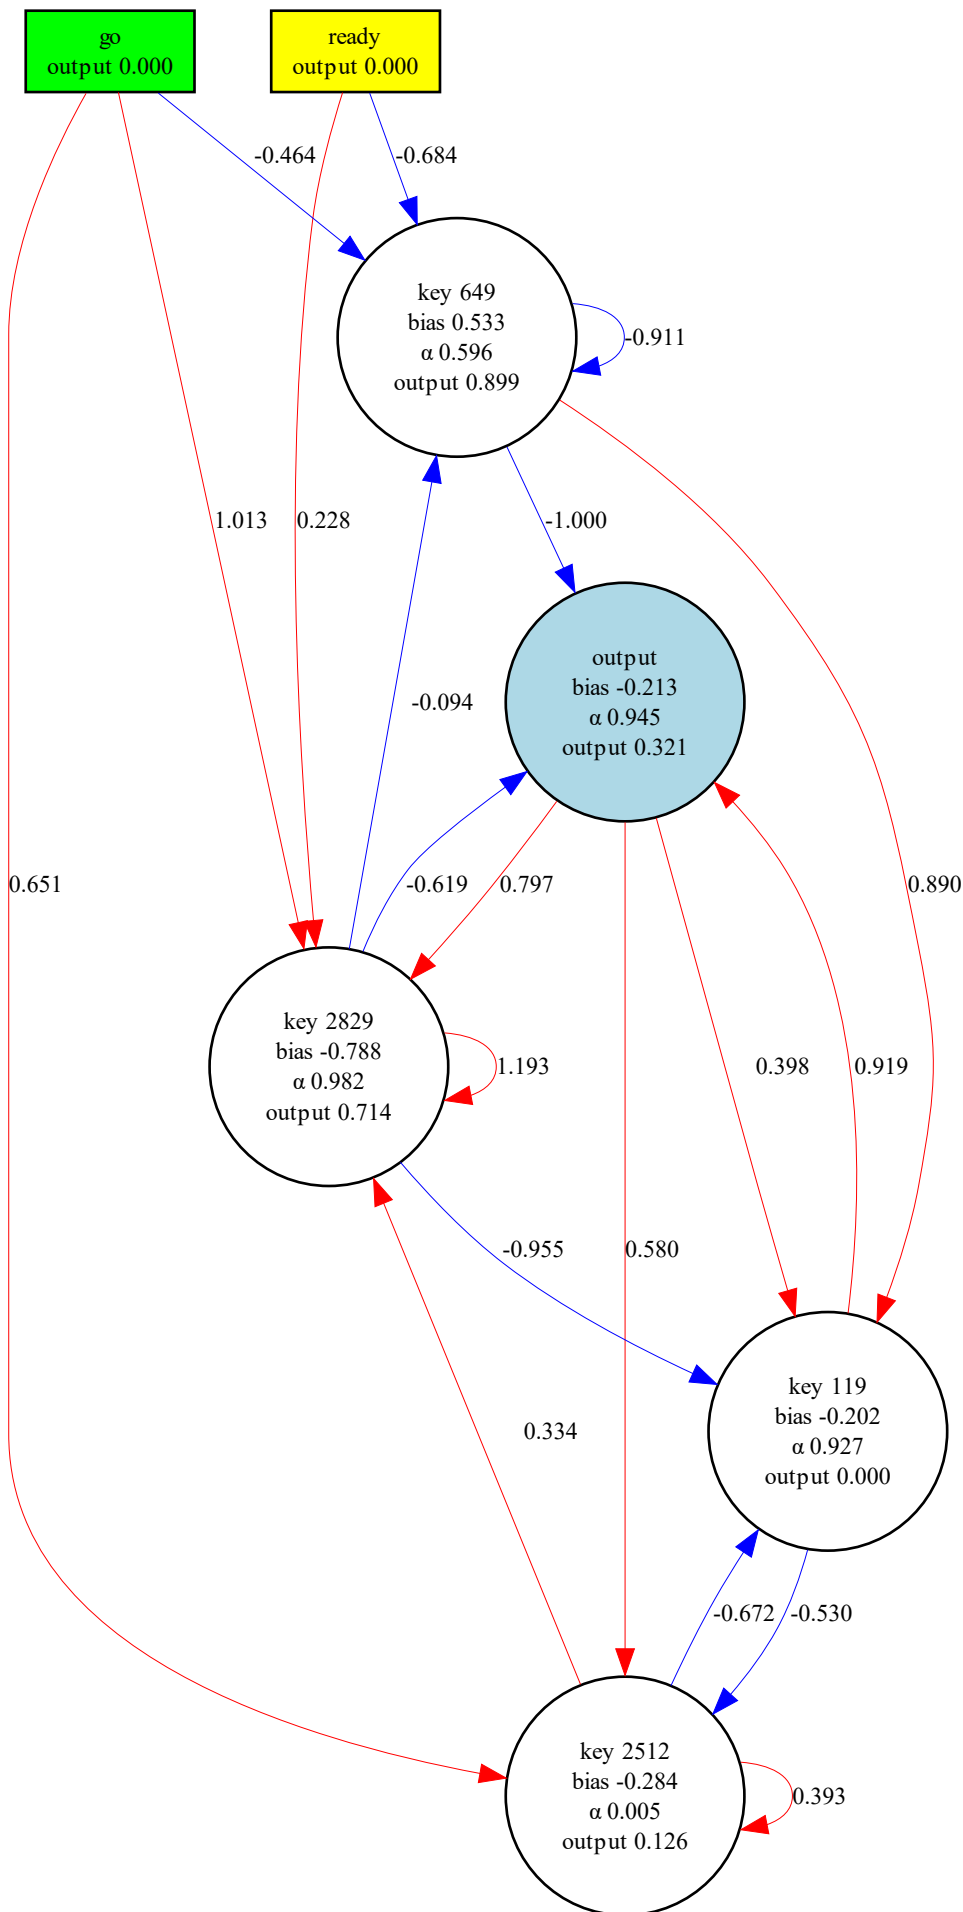 go
output 0.000
ready
output 0.000
-0.464
-0.684
key 649
bias 0.533
α 0.596
output 0.899
-0.911
1.013
0.228
-1.000
output
bias -0.213
α 0.945
output 0.321
-0.094
0.651
-0.619
0.797
0.890
key 2829
bias -0.788
α 0.982
output 0.714
1.193
0.398
0.919
-0.955
0.580
key 119
bias -0.202
α 0.927
output 0.000
0.334
-0.672
-0.530
key 2512
bias -0.284
α 0.005
output 0.126
0.393